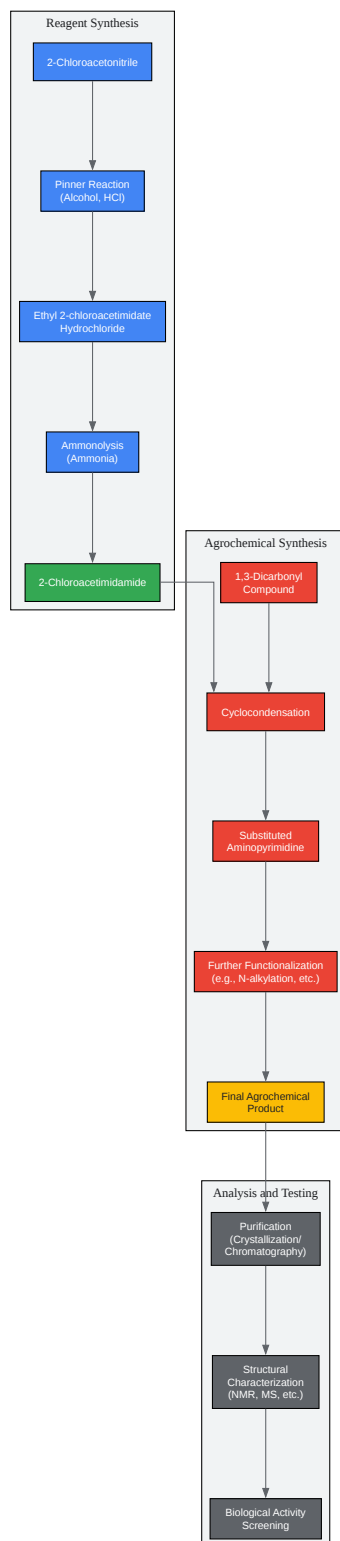 Reagent Synthesis
2-Chloroacetonitrile
Pinner Reaction
(Alcohol, HCl)
Ethyl 2-chloroacetimidate
Hydrochloride
Ammonolysis
(Ammonia)
2-Chloroacetimidamide
Agrochemical Synthesis
1,3-Dicarbonyl
Compound
Cyclocondensation
Substituted
Aminopyrimidine
Further Functionalization
(e.g., N-alkylation, etc.)
Final Agrochemical
Product
Analysis and Testing
Purification
(Crystallization/
Chromatography)
Structural
Characterization
(NMR, MS, etc.)
Biological Activity
Screening